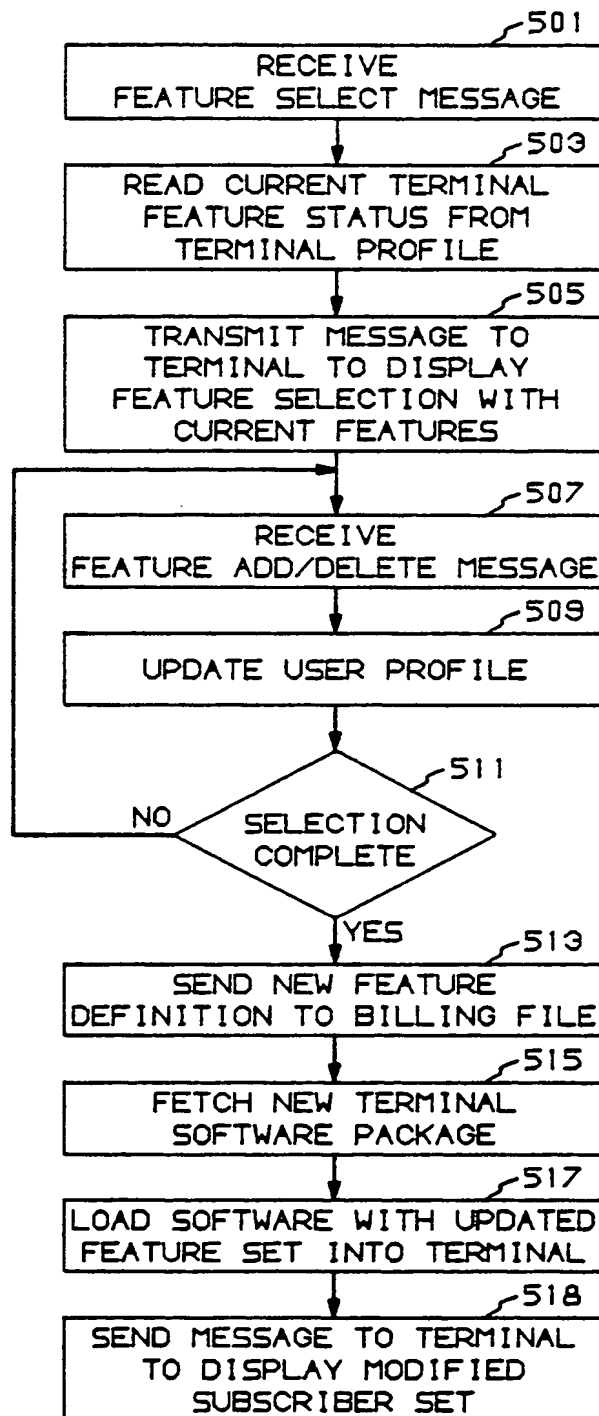 501
RECEIVE
FEATURE SELECT MESSAGE
503
READ CURRENT TERMINAL
FEATURE STATUS FROM
TERMINAL PROFILE
505
TRANSMIT MESSAGE TO
TERMINAL TO DISPLAY
FEATURE SELECTION WITH
CURRENT FEATURES
507
RECEIVE
FEATURE ADD/DELETE MESSAGE
509
UPDATE USER PROFILE
511
NO
SELECTION
COMPLETE
YES
513
SEND NEW FEATURE
DEFINITION TO BILLING FILE
515
FETCH NEW TERMINAL
SOFTWARE PACKAGE
517
LOAD SOFTWARE WITH UPDATED
FEATURE SET INTO TERMINAL
518
SEND MESSAGE TO TERMINAL
TO DISPLAY MODIFIED
SUBSCRIBER SET